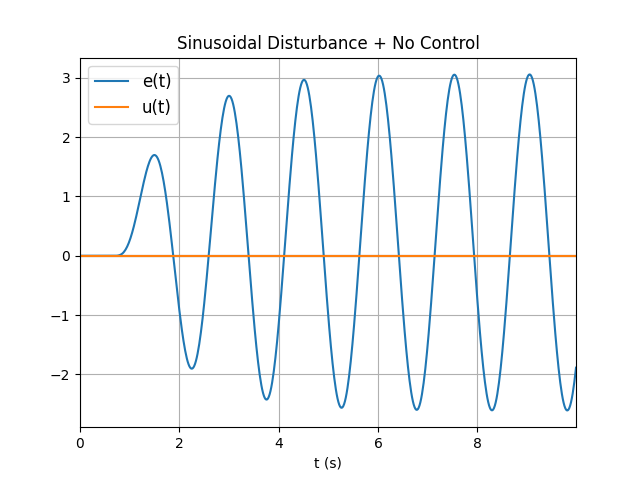 Sinusoidal Disturbance + No Control
e(t)
u(t)
3
2
1
0
−1
−2
0 2 4 6 8
t (s)